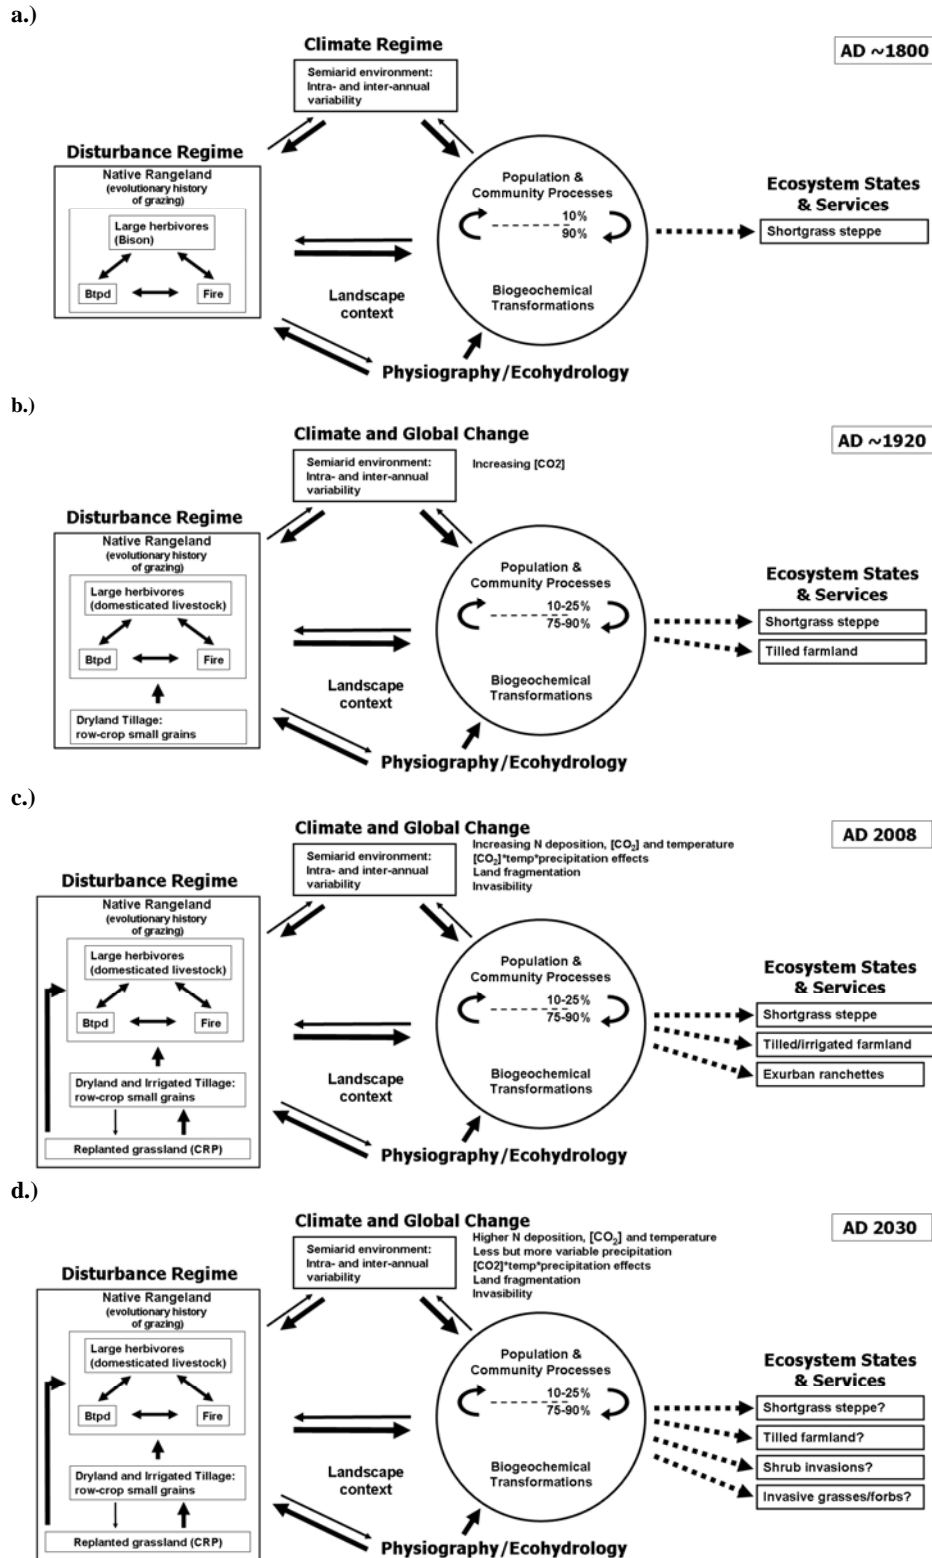 a.)
Climate Regime
AD ~1800
Semiarid environment:
Intra- and inter-annual
variability
Disturbance Regime
Native Rangeland
(evolutionary history
of grazing)
Large herbivores
(Bison)
Btpd
Fire
Population &
Community Processes
10%
90%
Biogeochemical
Transformations
Ecosystem States
& Services
Shortgrass steppe
Landscape
context
Physiography/Ecohydrology
b.)
Climate and Global Change
AD ~1920
Semiarid environment:
Intra- and inter-annual
variability
Increasing [CO2]
Disturbance Regime
Native Rangeland
(evolutionary history
of grazing)
Large herbivores
(domesticated livestock)
Btpd
Fire
Dryland Tillage:
row-crop small grains
Population &
Community Processes
10-25%
75-90%
Biogeochemical
Transformations
Ecosystem States
& Services
Shortgrass steppe
Tilled farmland
Landscape
context
Physiography/Ecohydrology
c.)
Climate and Global Change
AD 2008
Semiarid environment:
Intra- and inter-annual
variability
Increasing N deposition, [CO₂] and temperature
[CO₂]*temp*precipitation effects
Land fragmentation
Invasibility
Disturbance Regime
Native Rangeland
(evolutionary history
of grazing)
Large herbivores
(domesticated livestock)
Btpd
Fire
Dryland and Irrigated Tillage:
row-crop small grains
Replanted grassland (CRP)
Population &
Community Processes
10-25%
75-90%
Biogeochemical
Transformations
Ecosystem States
& Services
Shortgrass steppe
Tilled/irrigated farmland
Exurban ranchettes
Landscape
context
Physiography/Ecohydrology
d.)
Climate and Global Change
AD 2030
Semiarid environment:
Intra- and inter-annual
variability
Higher N deposition, [CO₂] and temperature
Less but more variable precipitation
[CO2]*temp*precipitation effects
Land fragmentation
Invasibility
Disturbance Regime
Native Rangeland
(evolutionary history
of grazing)
Large herbivores
(domesticated livestock)
Btpd
Fire
Dryland and Irrigated Tillage:
row-crop small grains
Replanted grassland (CRP)
Population &
Community Processes
10-25%
75-90%
Biogeochemical
Transformations
Ecosystem States
& Services
Shortgrass steppe?
Tilled farmland?
Shrub invasions?
Invasive grasses/forbs?
Landscape
context
Physiography/Ecohydrology